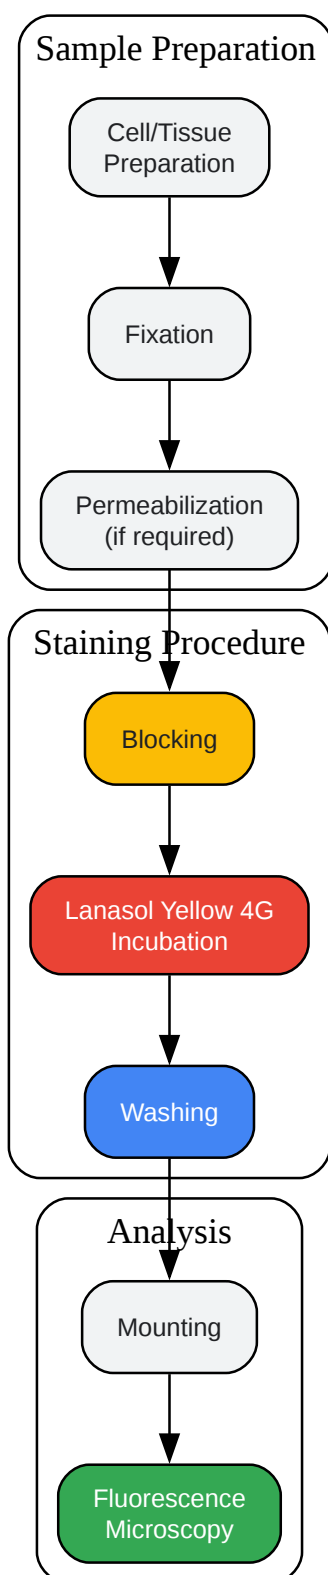 Sample Preparation
Cell/Tissue
Preparation
Fixation
Permeabilization
(if required)
Staining Procedure
Blocking
Lanasol Yellow 4G
Incubation
Washing
Analysis
Mounting
Fluorescence
Microscopy